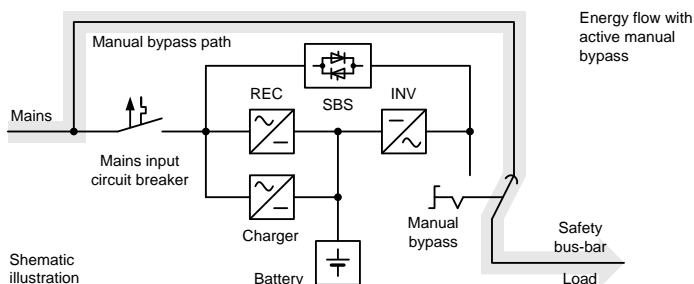 Energy flow with
active manual
bypass
Manual bypass path
REC
SBS
INV
Mains
Mains input
circuit breaker
Charger
Manual
bypass
Safety
bus-bar
Shematic
illustration
Battery
Load